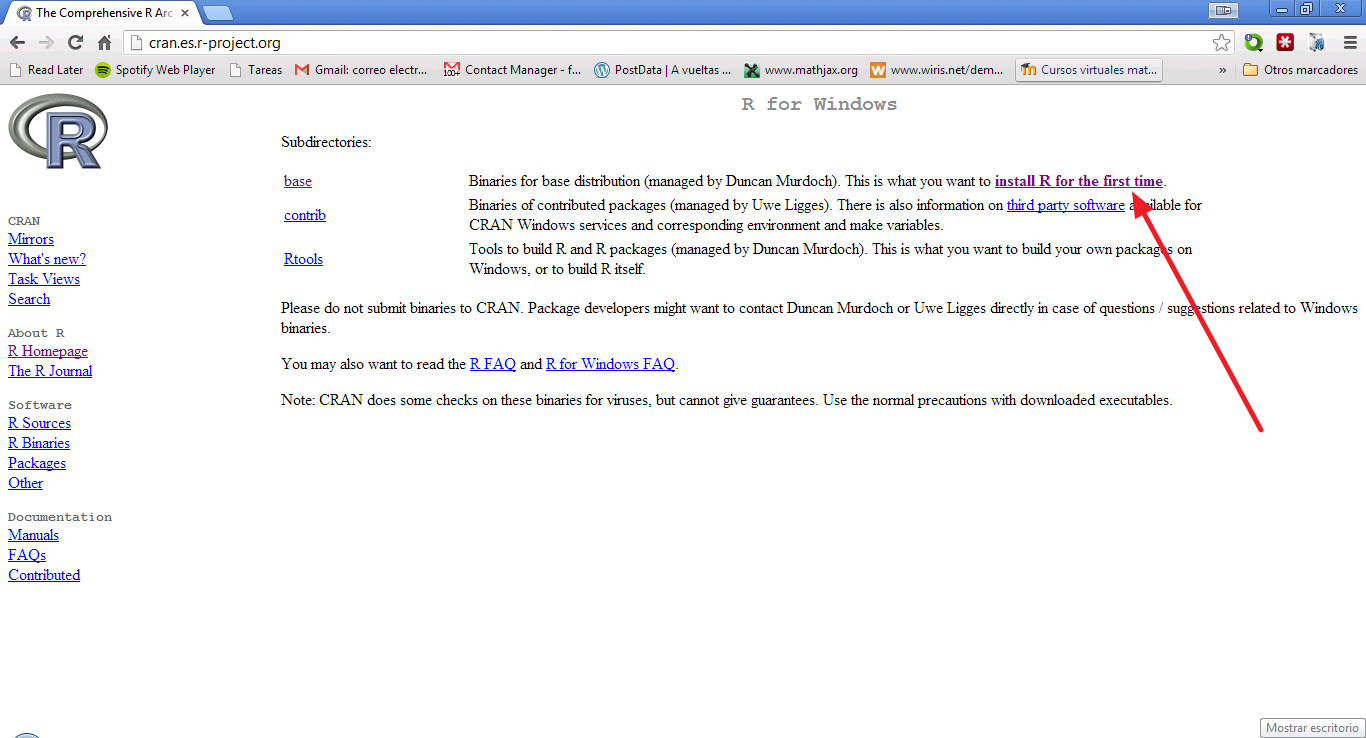 The Comprehensive R Arc
cran.es.r-project.org
Read Later Spotify Web Player Tareas Gmail: correo electr... 100+ Contact Manager - f... PostData | A vueltas ... www.mathjax.org www.wiris.net/dem... Cursos virtuales mat... » Otros marcadores
R
R for Windows
Subdirectories:
base Binaries for base distribution (managed by Duncan Murdoch). This is what you want to install R for the first time.
contrib Binaries of contributed packages (managed by Uwe Ligges). There is also information on third party software available for
CRAN Windows services and corresponding environment and make variables.
Rtools Tools to build R and R packages (managed by Duncan Murdoch). This is what you want to build your own packages on
Windows, or to build R itself.
Please do not submit binaries to CRAN. Package developers might want to contact Duncan Murdoch or Uwe Ligges directly in case of questions / suggestions related to Windows
binaries.
You may also want to read the R FAQ and R for Windows FAQ.
Note: CRAN does some checks on these binaries for viruses, but cannot give guarantees. Use the normal precautions with downloaded executables.
CRAN
Mirrors
What's new?
Task Views
Search
About R
R Homepage
The R Journal
Software
R Sources
R Binaries
Packages
Other
Documentation
Manuals
FAQs
Contributed
Mostrar escritorio